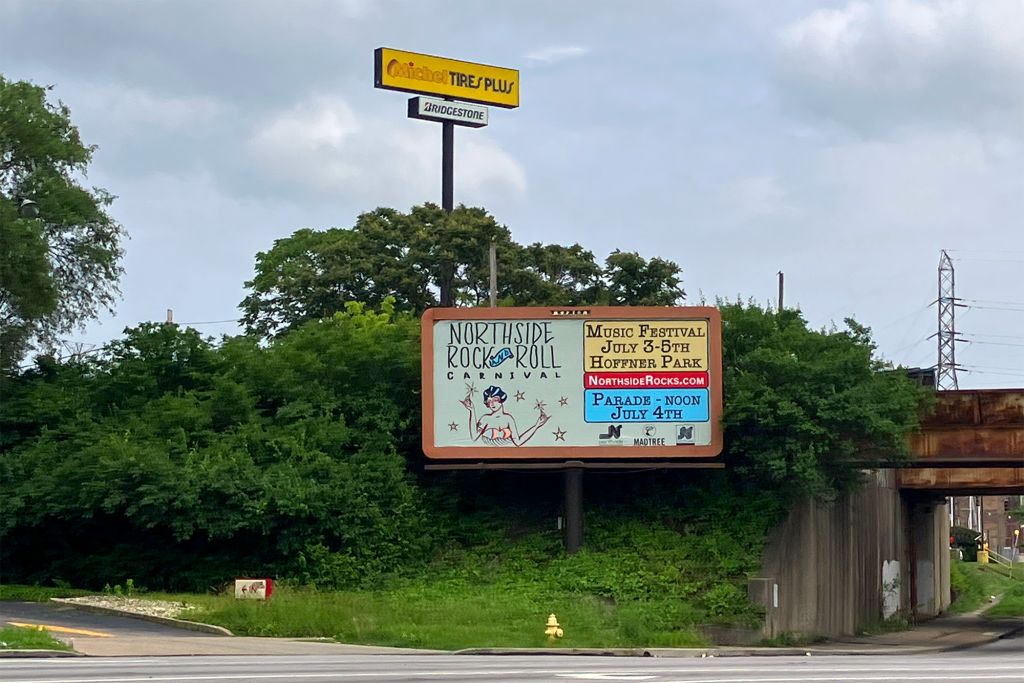 Michel TIRES PLUS
BRIDGESTONE
NORTHSIDE
ROCK AND ROLL
CARNIVAL
MUSIC FESTIVAL
JULY 3-5TH
HOFFNER PARK
NORTHSIDEROCKS.COM
PARADE - NOON
JULY 4TH
MADTREE